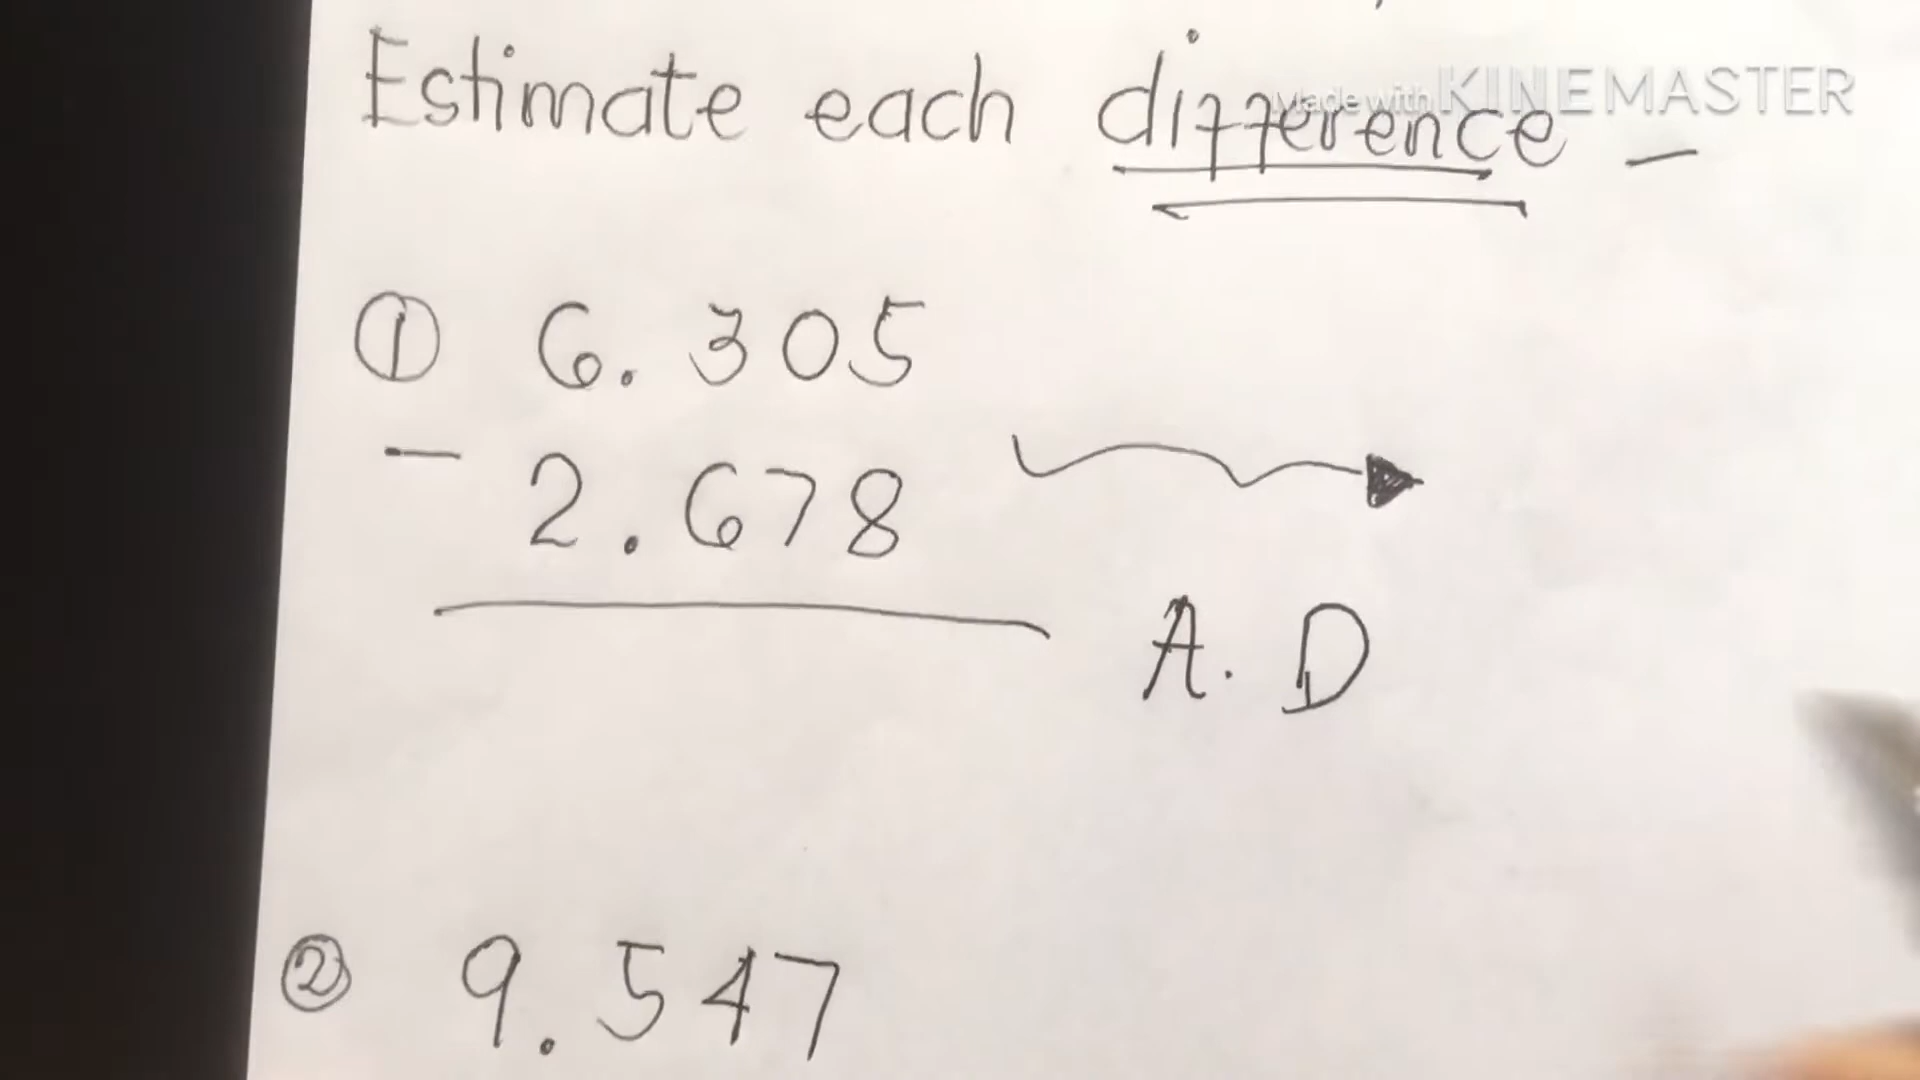 Estimate each difference –
Made with KINEMASTER
① 6.305
- 2.678
A.D
② 9.547